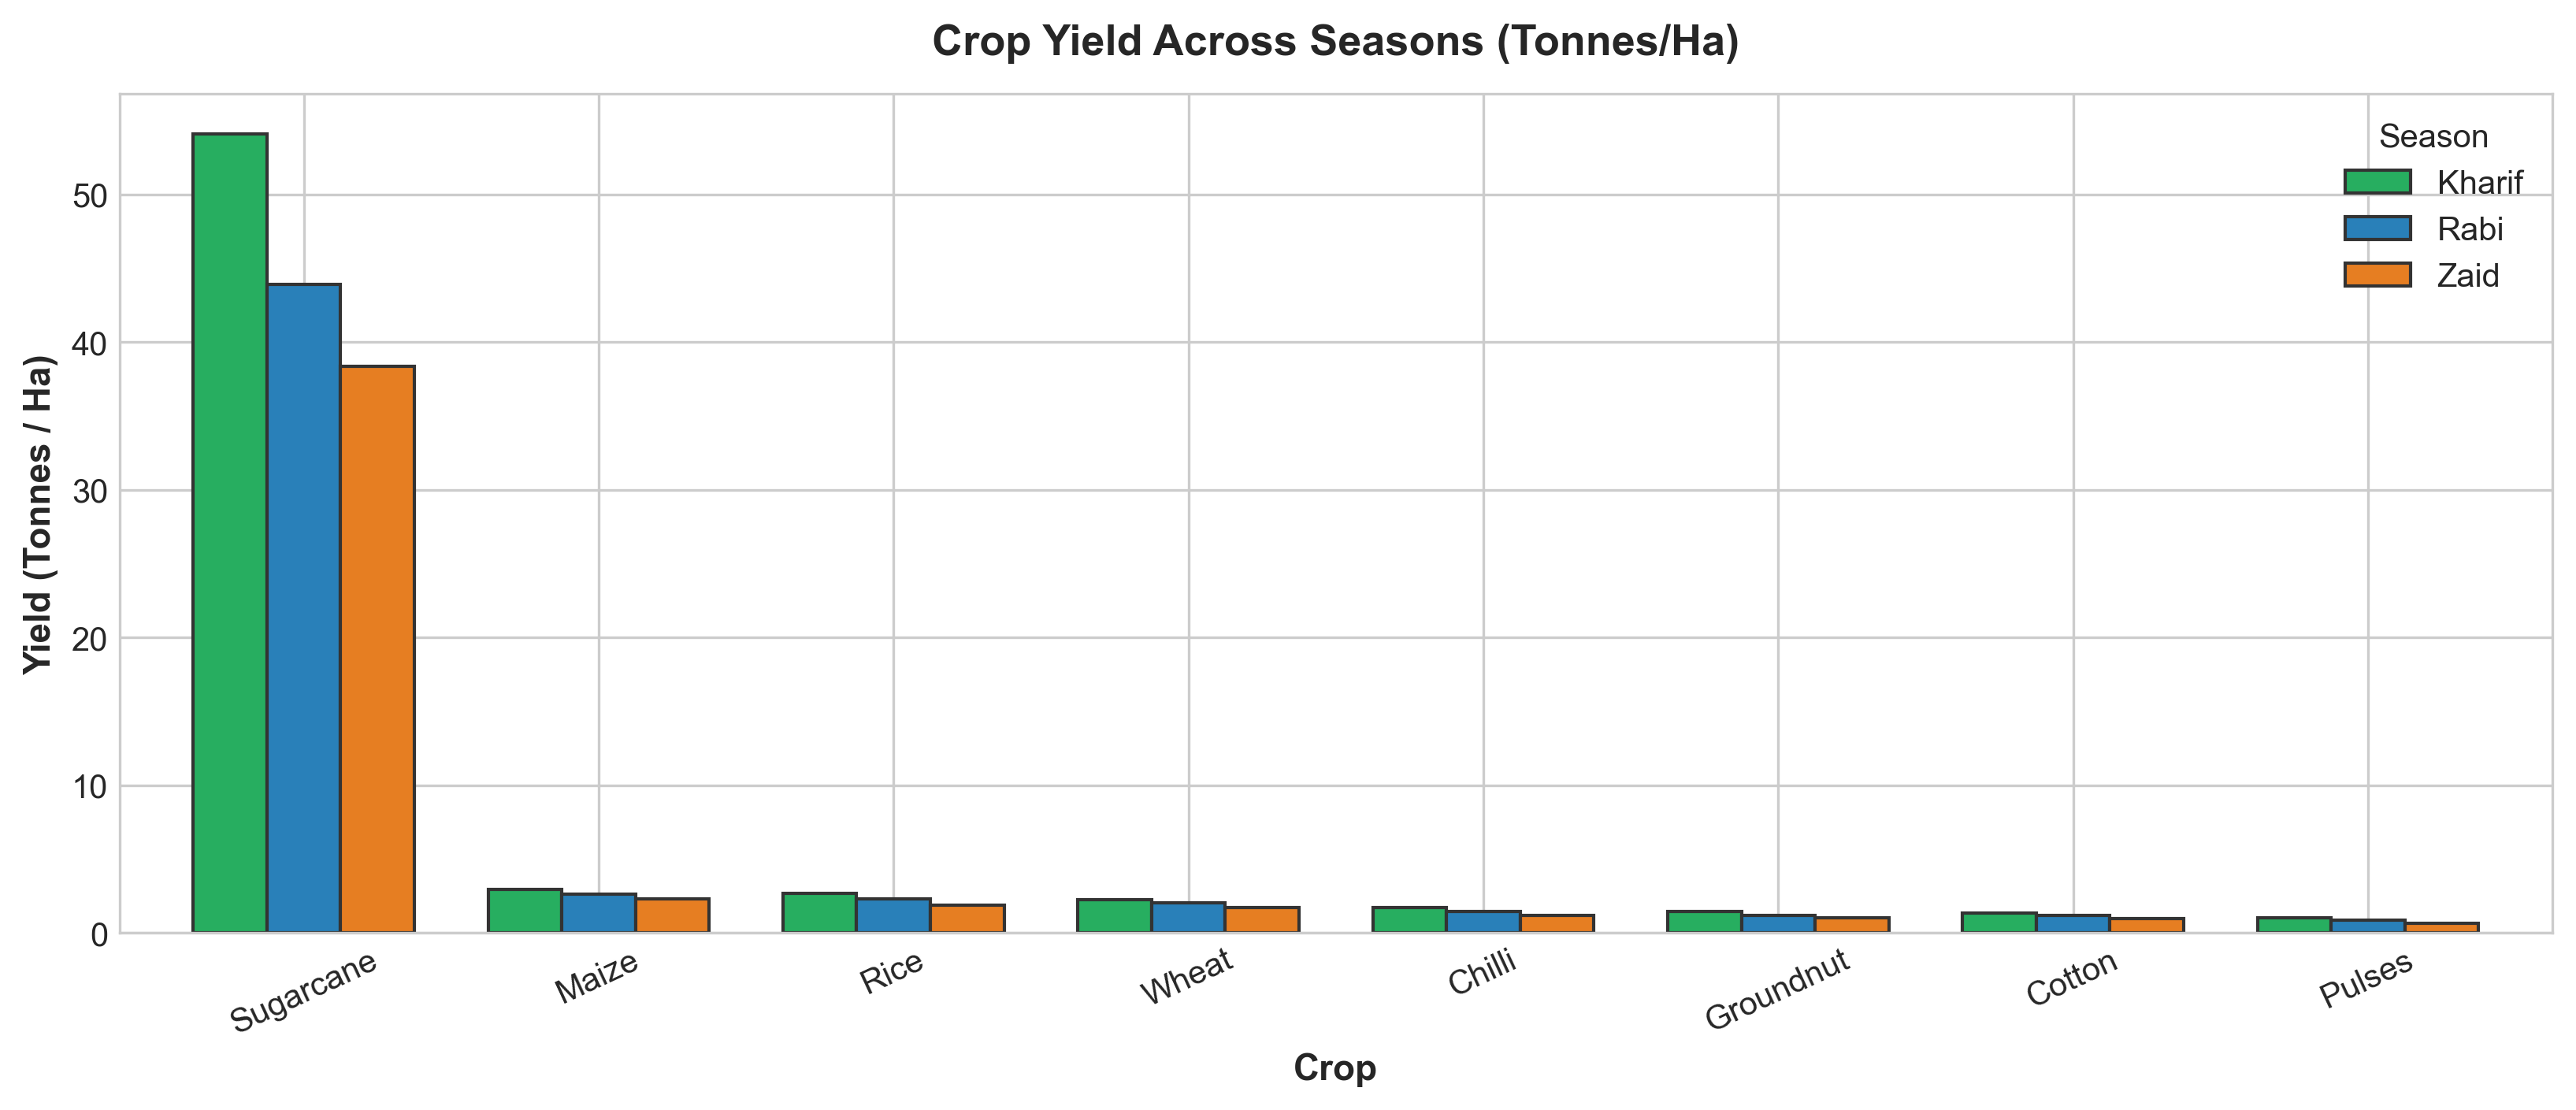 Crop Yield Across Seasons (Tonnes/Ha)
Season
Kharif
Rabi
Zaid
Yield (Tonnes / Ha)
50
40
30
20
10
0
Sugarcane
Maize
Rice
Wheat
Chilli
Groundnut
Cotton
Pulses
Crop